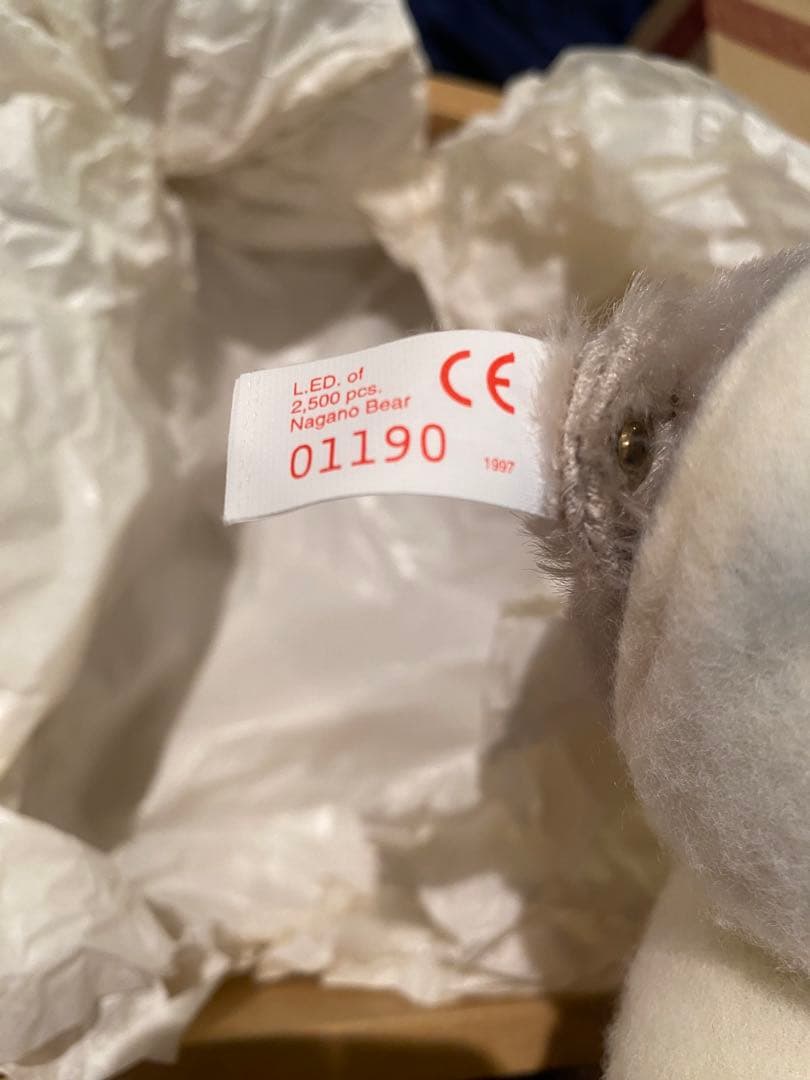 L.ED. of
2,500 pcs.
Nagano Bear
01190
CE
1997